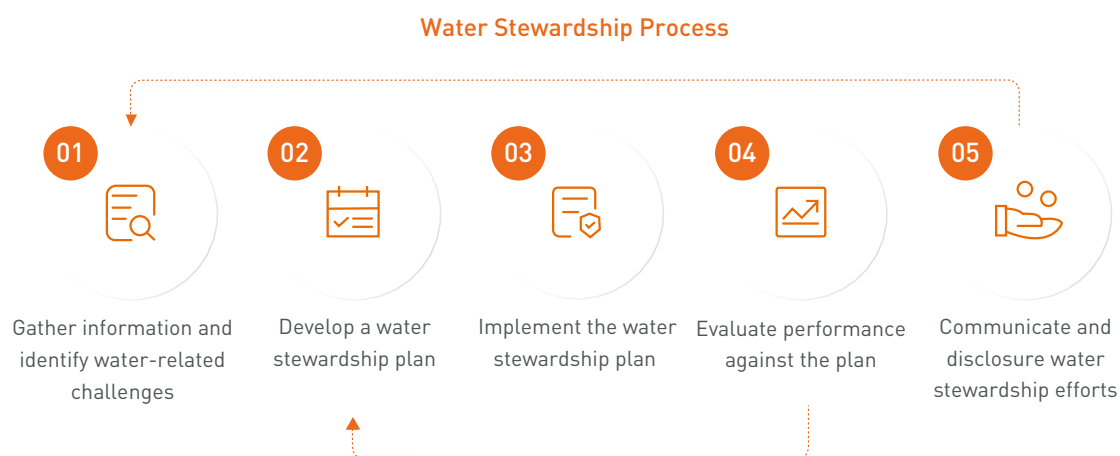 Water Stewardship Process
01
Gather information and
identify water-related
challenges
02
Develop a water
stewardship plan
03
Implement the water
stewardship plan
04
Evaluate performance
against the plan
05
Communicate and
disclosure water
stewardship efforts